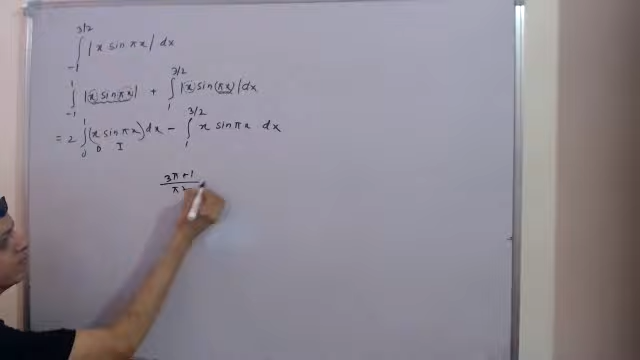 ∫_{-1}^{3/2} |x sin πx| dx
∫_{-1}^{1} |x sin πx| + ∫_{1}^{3/2} |x sin(πx)| dx
= 2 ∫_{0}^{1} (x sin πx) dx − ∫_{1}^{3/2} x sin πx dx
D I
(3π+1)/π²